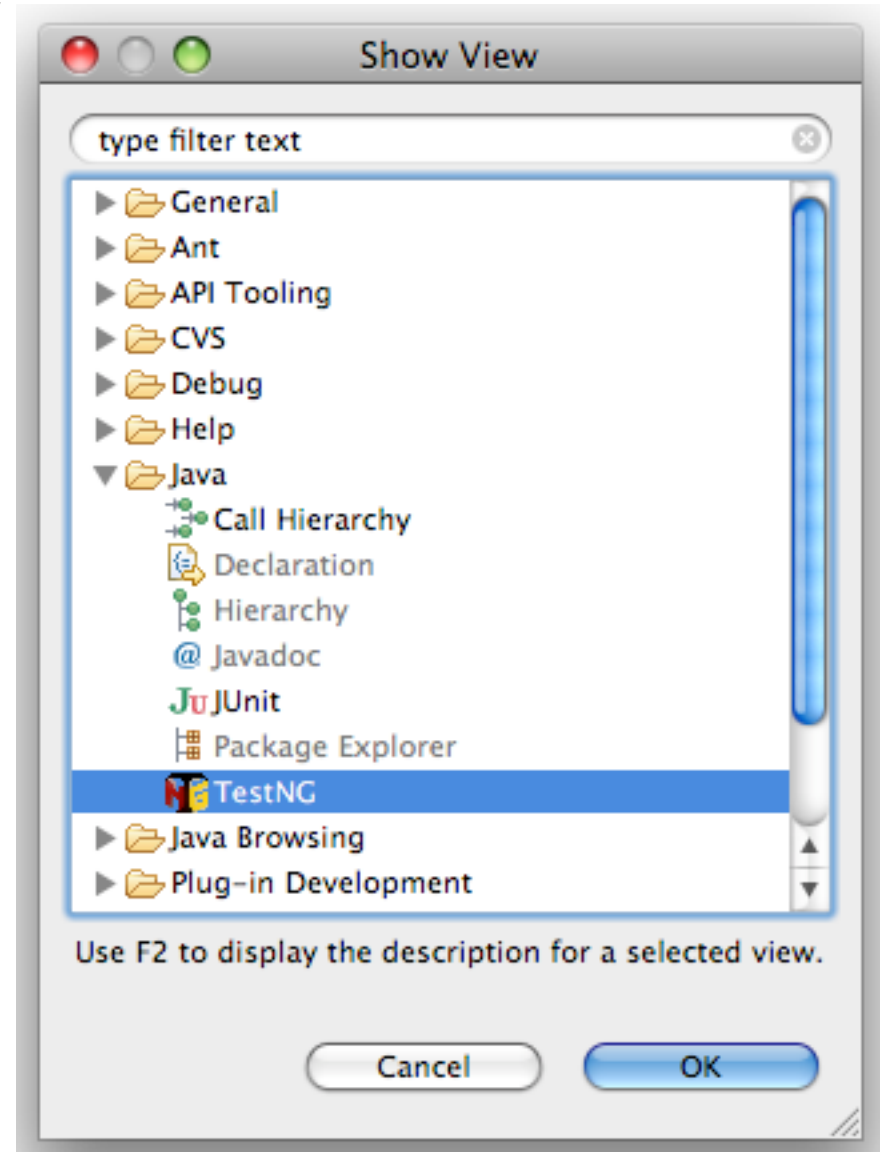 Show View
type filter text
General
Ant
API Tooling
CVS
Debug
Help
Java
Call Hierarchy
Declaration
Hierarchy
@ Javadoc
Ju JUnit
Package Explorer
NG TestNG
Java Browsing
Plug-in Development
Use F2 to display the description for a selected view.
Cancel OK